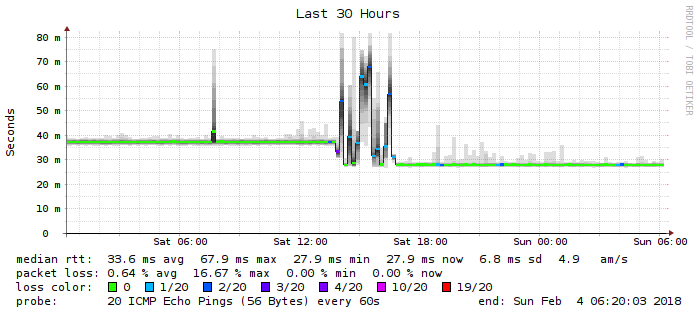 Last 30 Hours
RRDTOOL / TOBI OETIKER
Seconds
80 m
70 m
60 m
50 m
40 m
30 m
20 m
10 m
0
Sat 06:00 Sat 12:00 Sat 18:00 Sun 00:00 Sun 06:00
median rtt: 33.6 ms avg 67.9 ms max 27.9 ms min 27.9 ms now 6.8 ms sd 4.9 am/s
packet loss: 0.64 % avg 16.67 % max 0.00 % min 0.00 % now
loss color: 0 1/20 2/20 3/20 4/20 10/20 19/20
probe: 20 ICMP Echo Pings (56 Bytes) every 60s end: Sun Feb 4 06:20:03 2018